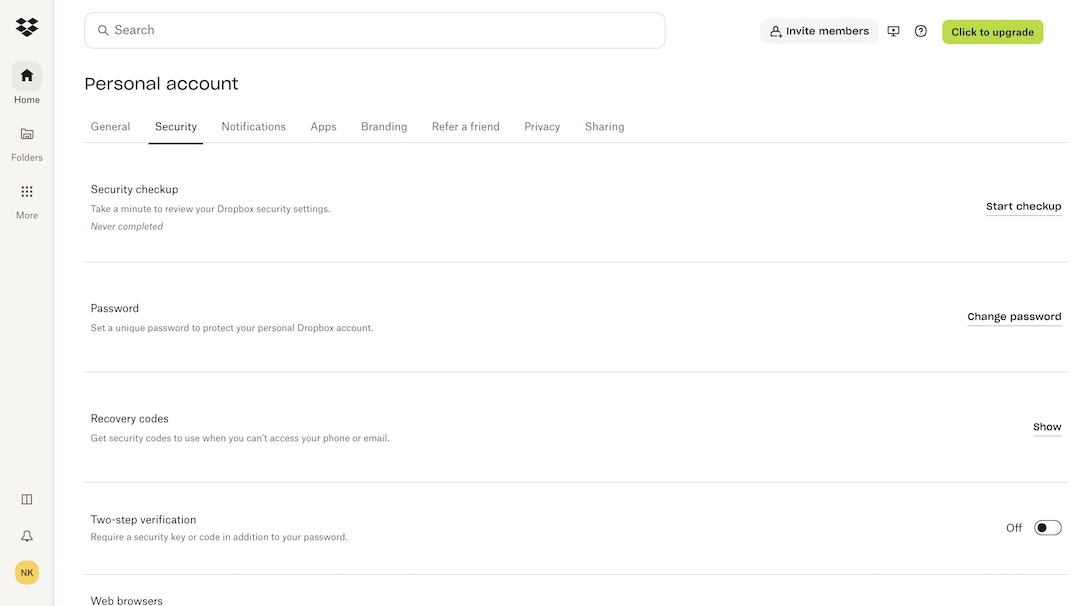 Search
Invite members
Click to upgrade
Home
Folders
More
NK
Personal account
General Security Notifications Apps Branding Refer a friend Privacy Sharing
Security checkup
Take a minute to review your Dropbox security settings.
Never completed
Start checkup
Password
Set a unique password to protect your personal Dropbox account.
Change password
Recovery codes
Get security codes to use when you can't access your phone or email.
Show
Two-step verification
Require a security key or code in addition to your password.
Off
Web browsers